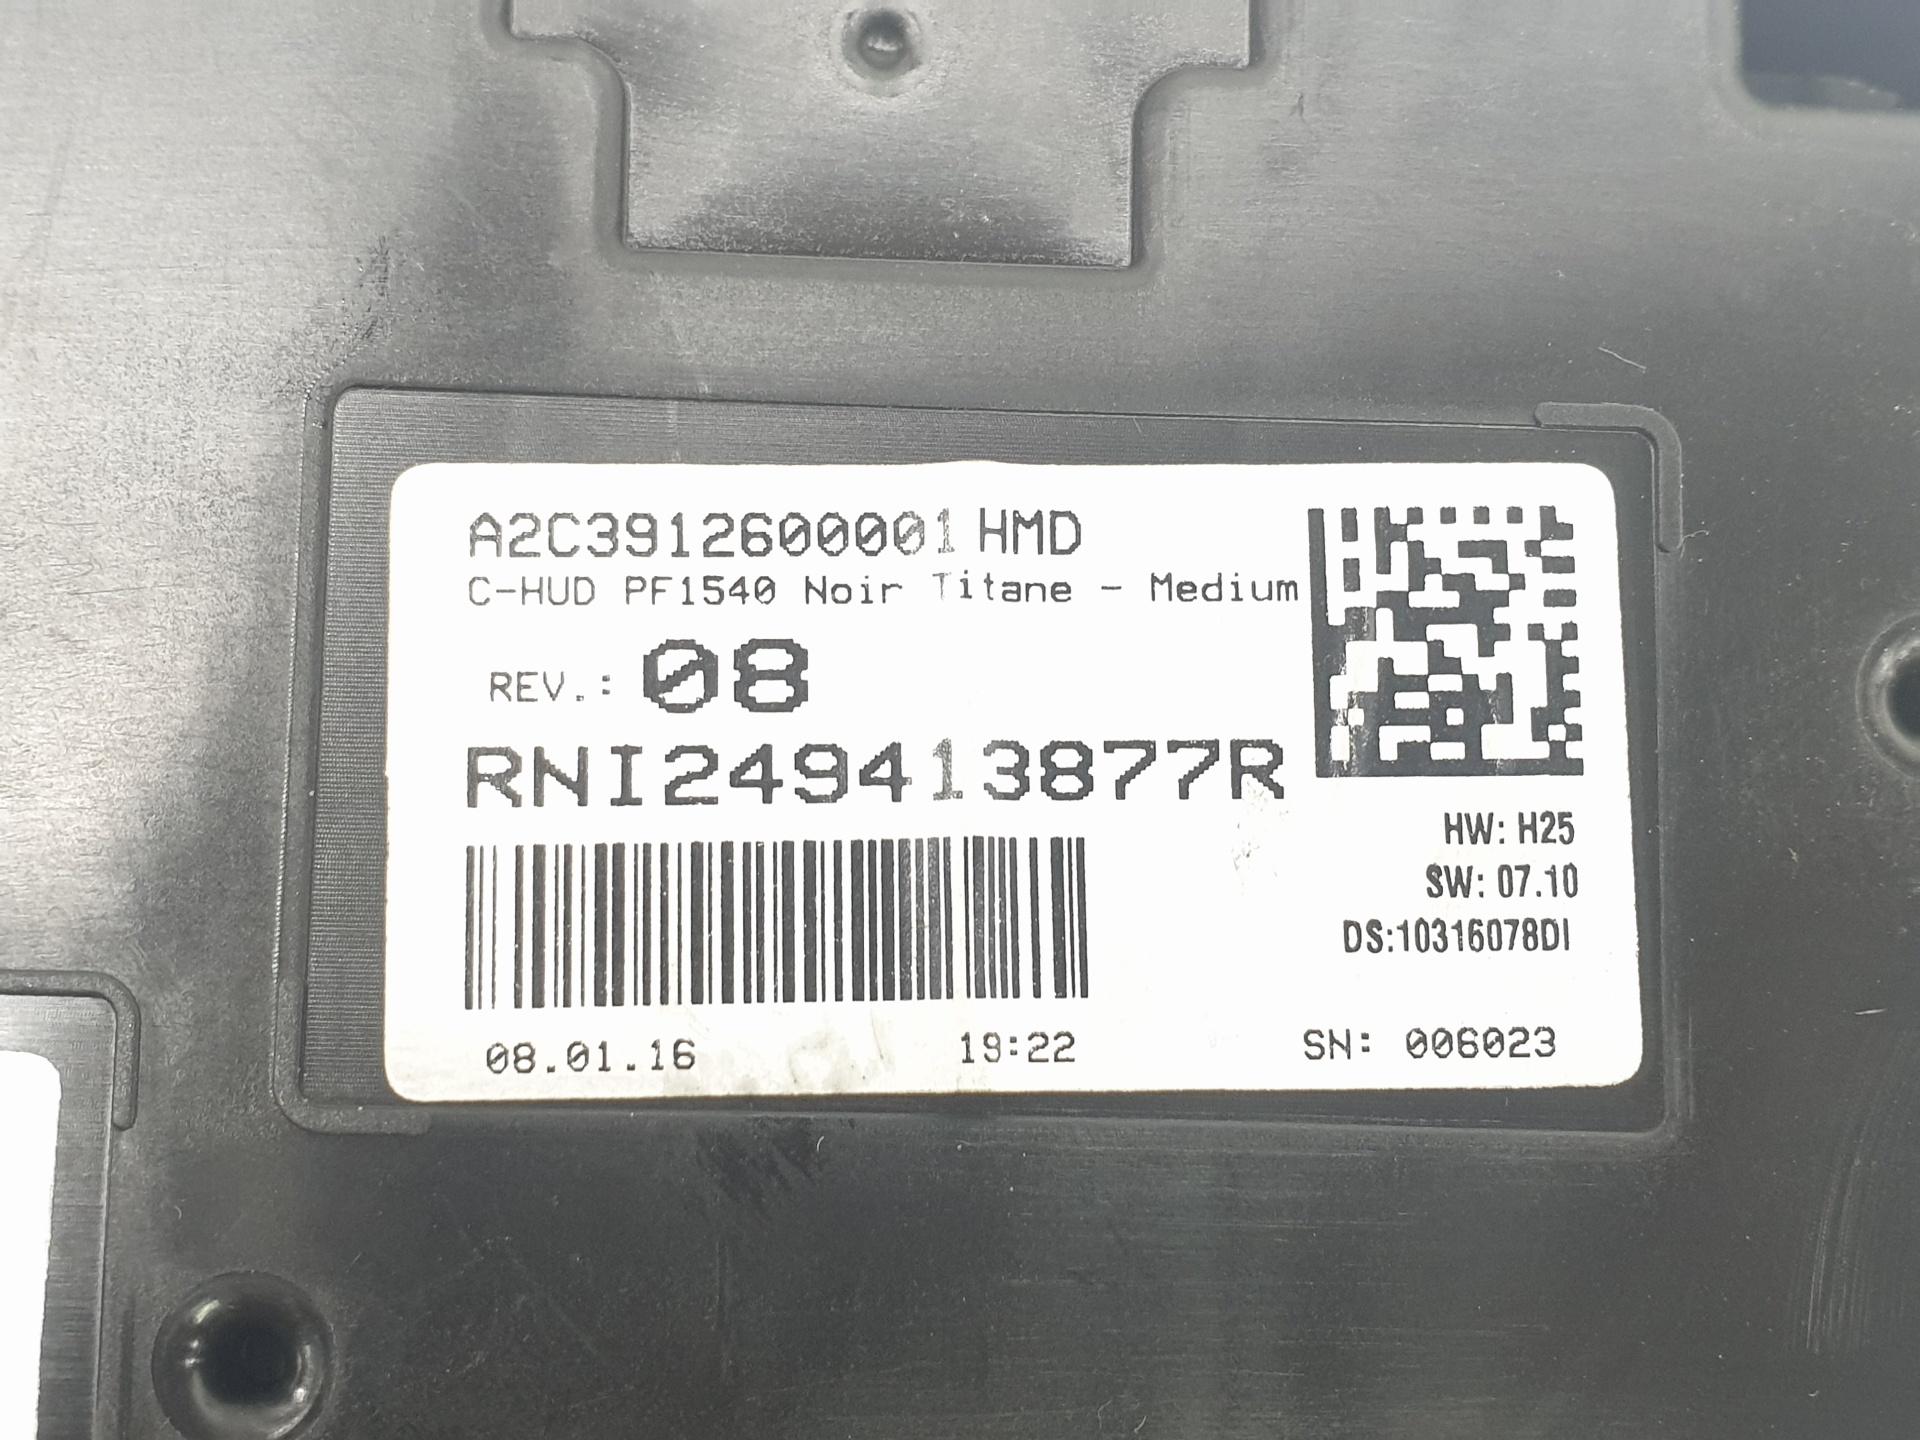 A2C3912600001 HMD
C-HUD PF1540 Noir Titane - Medium
REV.: 08
RNI249413877R
HW: H25
SW: 07.10
DS:10316078DI
08.01.16 19:22 SN: 006023